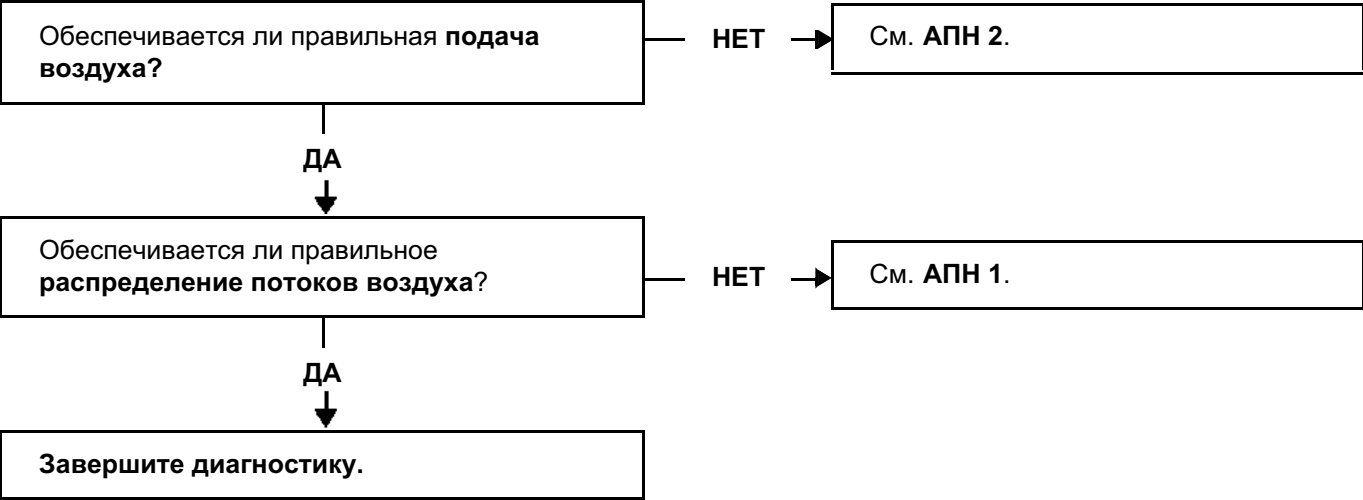 Обеспечивается ли правильная подача
воздуха?
НЕТ
См. АПН 2.
ДА
Обеспечивается ли правильное
распределение потоков воздуха?
НЕТ
См. АПН 1.
ДА
Завершите диагностику.